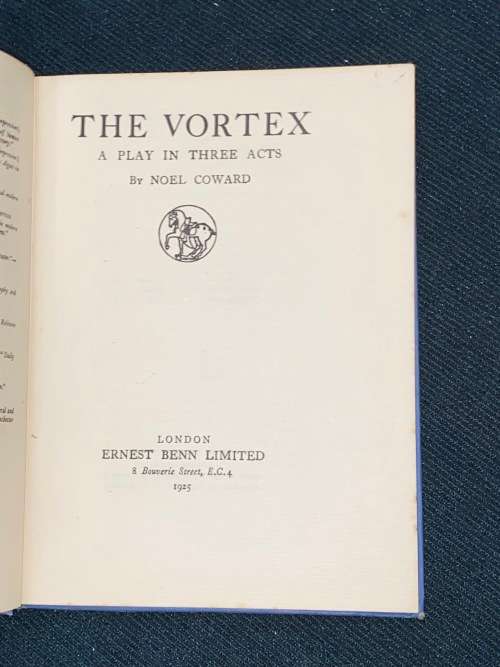 THE VORTEX
A PLAY IN THREE ACTS
By NOEL COWARD
LONDON
ERNEST BENN LIMITED
8 Bouverie Street, E.C. 4
1925